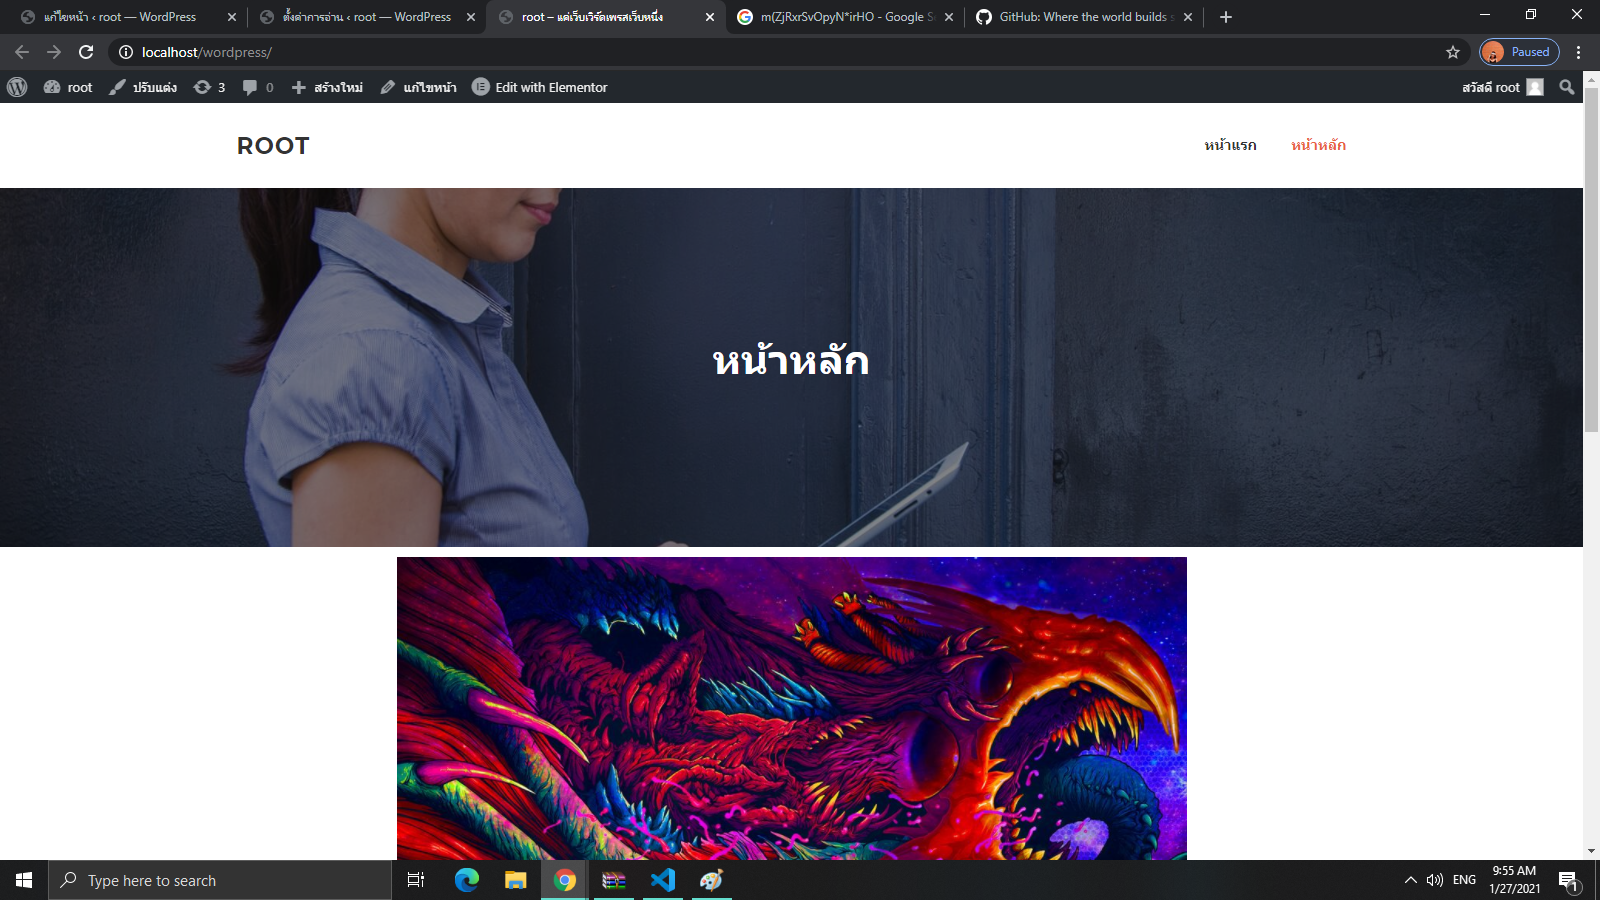 แก้ไขหน้า ‹ root — WordPress
ตั้งค่าการอ่าน ‹ root — WordPress
root – แค่เว็บเวิร์ดเพรสเว็บหนึ่ง
m(ZjRxrSvOpyN*irHO - Google Se
GitHub: Where the world builds s
localhost/wordpress/
Paused
root
ปรับแต่ง
3
0
สร้างใหม่
แก้ไขหน้า
Edit with Elementor
สวัสดี root
ROOT
หน้าแรก
หน้าหลัก
หน้าหลัก
Type here to search
ENG
9:55 AM
1/27/2021
1